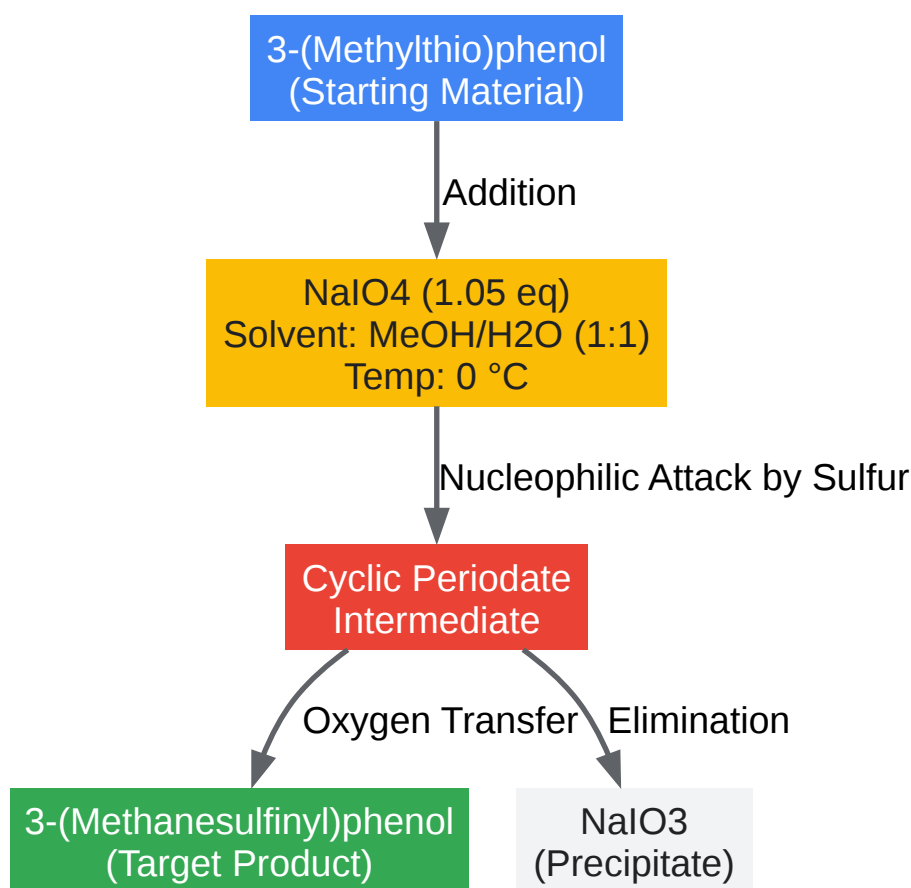 3-(Methylthio)phenol
(Starting Material)
Addition
NaIO4 (1.05 eq)
Solvent: MeOH/H2O (1:1)
Temp: 0 °C
Nucleophilic Attack by Sulfur
Cyclic Periodate
Intermediate
Oxygen Transfer
Elimination
3-(Methanesulfinyl)phenol
(Target Product)
NaIO3
(Precipitate)